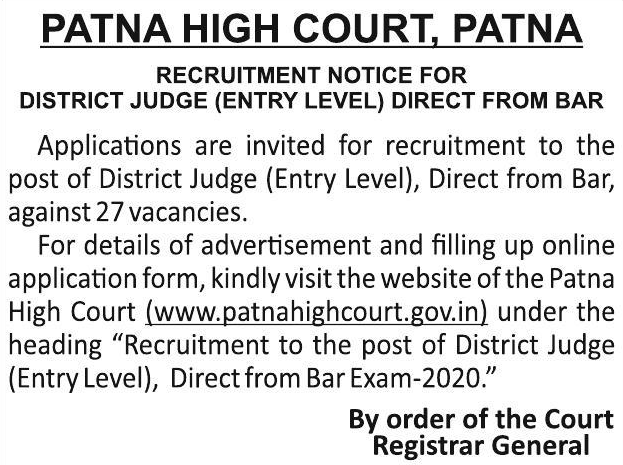 PATNA HIGH COURT, PATNA
RECRUITMENT NOTICE FOR
DISTRICT JUDGE (ENTRY LEVEL) DIRECT FROM BAR
Applications are invited for recruitment to the
post of District Judge (Entry Level), Direct from Bar,
against 27 vacancies.
For details of advertisement and filling up online
application form, kindly visit the website of the Patna
High Court (www.patnahighcourt.gov.in) under the
heading “Recruitment to the post of District Judge
(Entry Level), Direct from Bar Exam-2020.”
By order of the Court
Registrar General